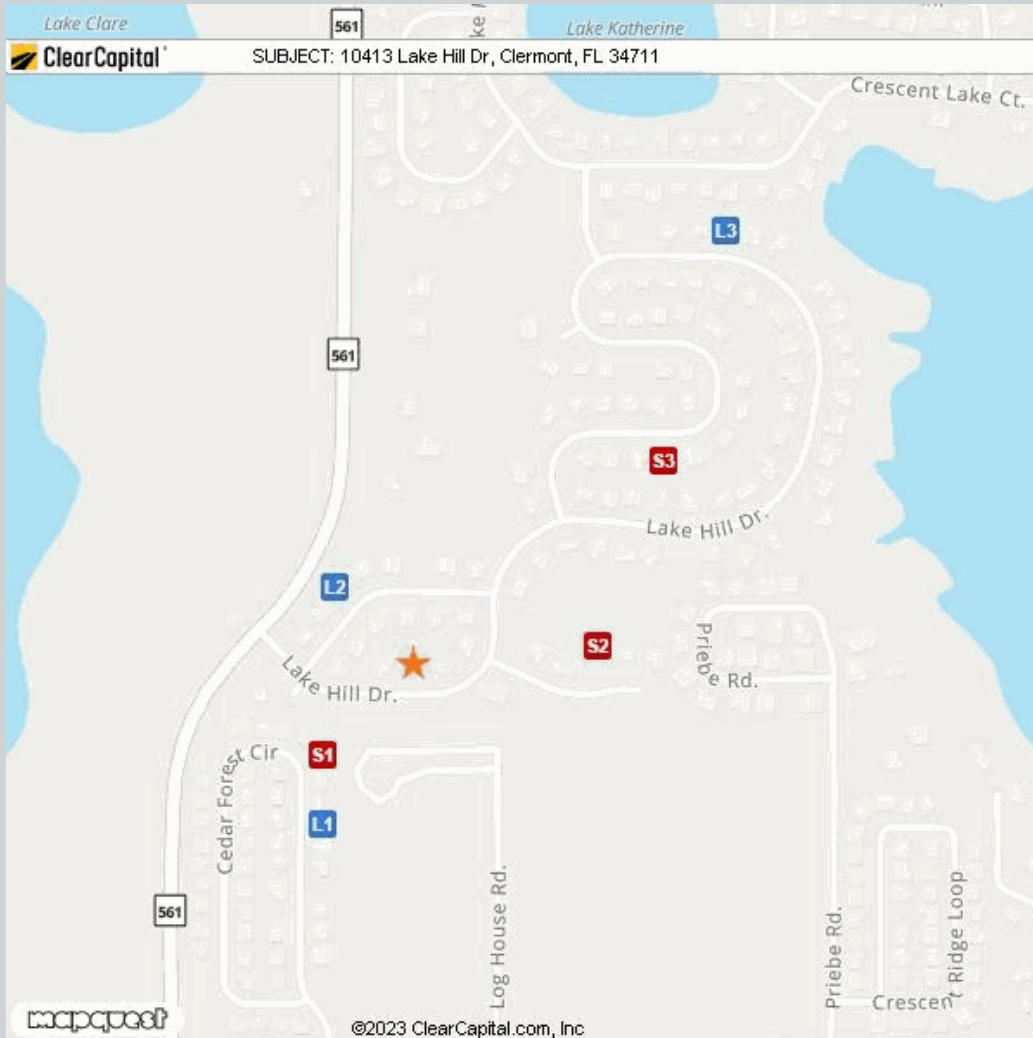 Lake Clare
561
Lake Katherine
ClearCapital
SUBJECT: 10413 Lake Hill Dr, Clermont, FL 34711
Crescent Lake Ct.
L3
561
S3
Lake Hill Dr.
L2
S2
Priebe Rd.
Lake Hill Dr.
S1
Cedar Forest Cir
L1
561
Log House Rd.
Priebe Rd.
Crescent Ridge Loop
mapquest
©2023 ClearCapital.com, Inc